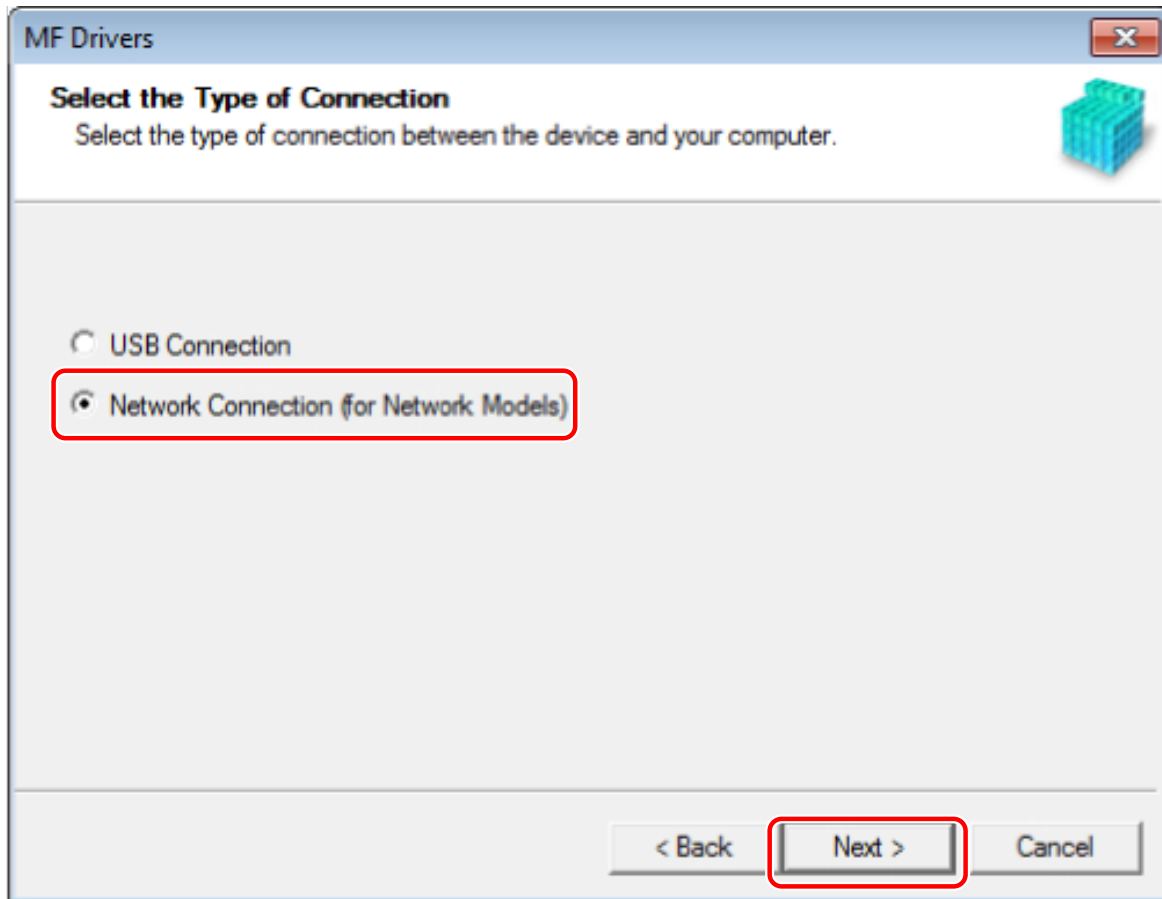 MF Drivers
Select the Type of Connection
Select the type of connection between the device and your computer.
USB Connection
Network Connection (for Network Models)
< Back
Next >
Cancel